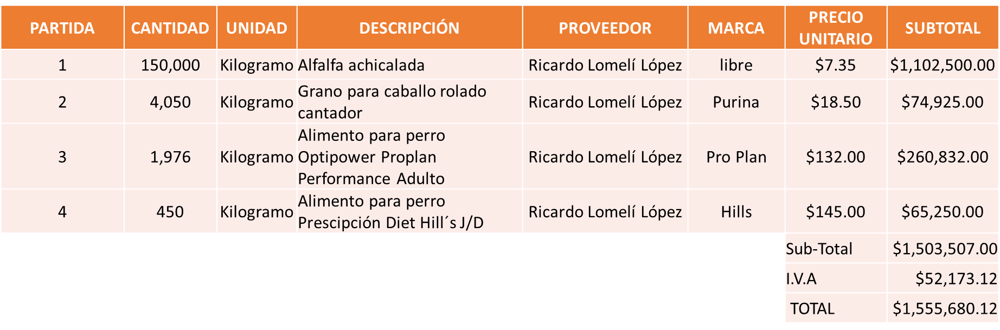 PARTIDA CANTIDAD UNIDAD DESCRIPCIÓN PROVEEDOR MARCA PRECIO UNITARIO SUBTOTAL
1 150,000 Kilogramo Alfalfa achicalada Ricardo Lomelí López libre $7.35 $1,102,500.00
2 4,050 Kilogramo Grano para caballo rolado cantador Ricardo Lomelí López Purina $18.50 $74,925.00
3 1,976 Kilogramo Alimento para perro Optipower Proplan Performance Adulto Ricardo Lomelí López Pro Plan $132.00 $260,832.00
4 450 Kilogramo Alimento para perro Prescipción Diet Hill´s J/D Ricardo Lomelí López Hills $145.00 $65,250.00
Sub-Total $1,503,507.00
I.V.A $52,173.12
TOTAL $1,555,680.12